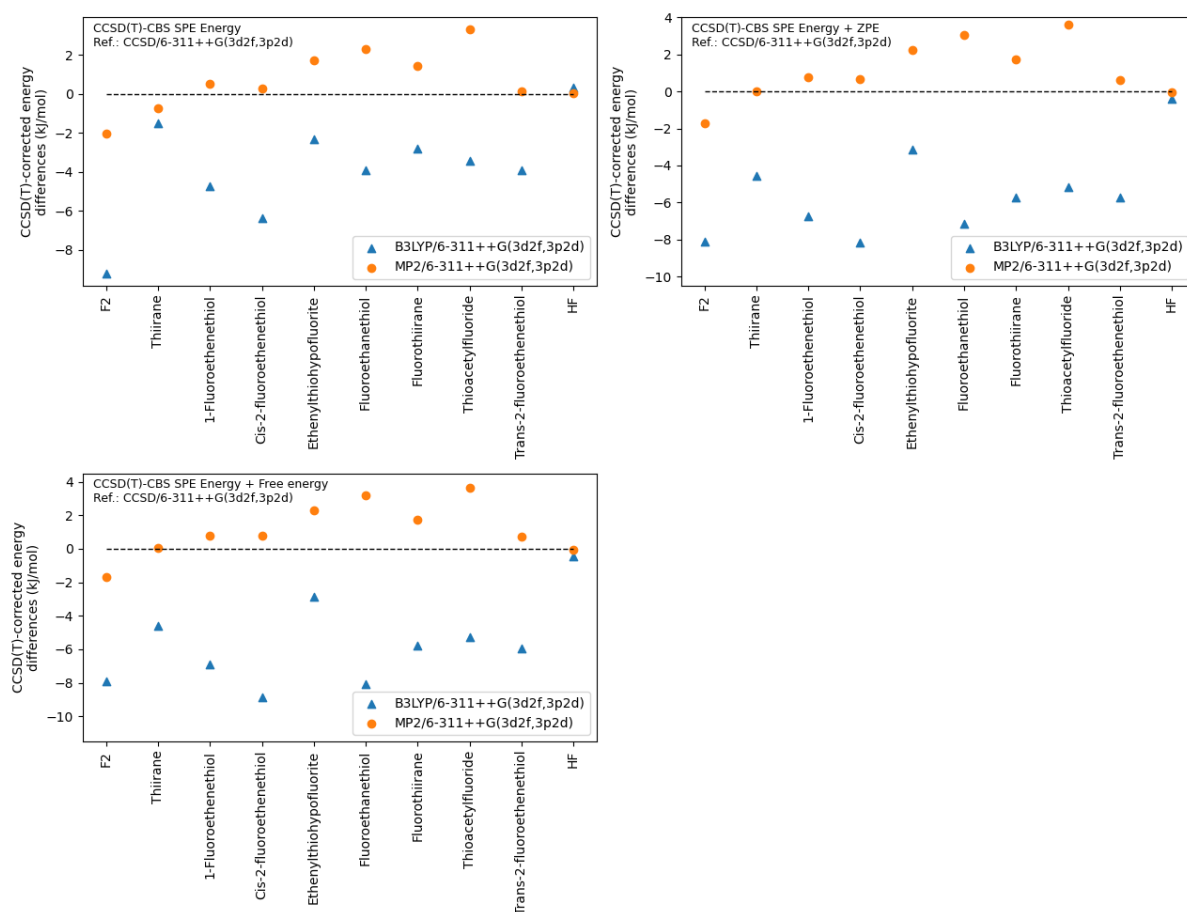 CCSD(T)-CBS SPE Energy
Ref.: CCSD/6-311++G(3d2f,3p2d)
CCSD(T)-corrected energy
differences (kJ/mol)
2
0
−2
−4
−6
−8
B3LYP/6-311++G(3d2f,3p2d)
MP2/6-311++G(3d2f,3p2d)
F2
Thiirane
1-Fluoroethenethiol
Cis-2-fluoroethenethiol
Ethenylthiohypofluorite
Fluoroethanethiol
Fluorothiirane
Thioacetylfluoride
Trans-2-fluoroethenethiol
HF
CCSD(T)-CBS SPE Energy + ZPE
Ref.: CCSD/6-311++G(3d2f,3p2d)
CCSD(T)-corrected energy
differences (kJ/mol)
4
2
0
−2
−4
−6
−8
−10
B3LYP/6-311++G(3d2f,3p2d)
MP2/6-311++G(3d2f,3p2d)
F2
Thiirane
1-Fluoroethenethiol
Cis-2-fluoroethenethiol
Ethenylthiohypofluorite
Fluoroethanethiol
Fluorothiirane
Thioacetylfluoride
Trans-2-fluoroethenethiol
HF
CCSD(T)-CBS SPE Energy + Free energy
Ref.: CCSD/6-311++G(3d2f,3p2d)
CCSD(T)-corrected energy
differences (kJ/mol)
4
2
0
−2
−4
−6
−8
−10
B3LYP/6-311++G(3d2f,3p2d)
MP2/6-311++G(3d2f,3p2d)
F2
Thiirane
1-Fluoroethenethiol
Cis-2-fluoroethenethiol
Ethenylthiohypofluorite
Fluoroethanethiol
Fluorothiirane
Thioacetylfluoride
Trans-2-fluoroethenethiol
HF